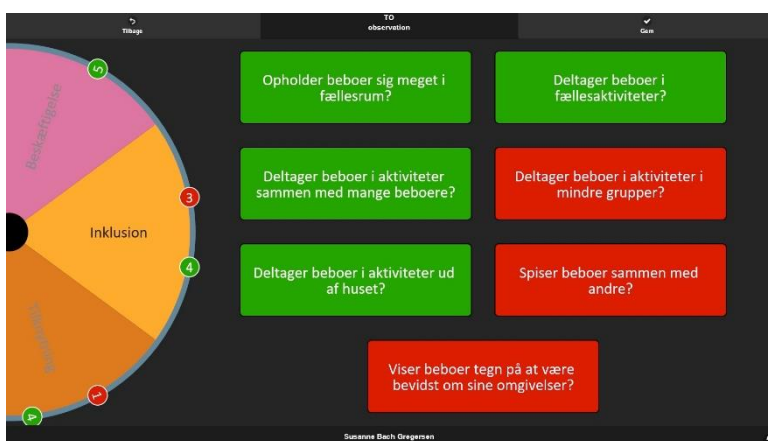 Tilbage
TO
observation
Gem
5
Beskæftigelse
3
Inklusion
4
1
4
Opholder beboer sig meget i
fællesrum?
Deltager beboer i
fællesaktiviteter?
Deltager beboer i aktiviteter
sammen med mange beboere?
Deltager beboer i aktiviteter i
mindre grupper?
Deltager beboer i aktiviteter ud
af huset?
Spiser beboer sammen med
andre?
Viser beboer tegn på at være
bevidst om sine omgivelser?
Susanne Bach Gregersen